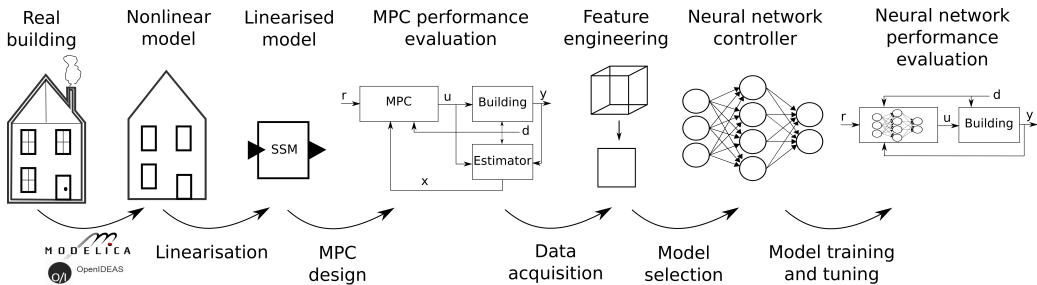 Real
building
Nonlinear
model
Linearised
model
MPC performance
evaluation
Feature
engineering
Neural network
controller
Neural network
performance
evaluation
SSM
r
MPC
u
Building
y
d
Estimator
x
r
d
u
Building
y
MODELICA
O/I
OpenIDEAS
Linearisation
MPC
design
Data
acquisition
Model
selection
Model training
and tuning